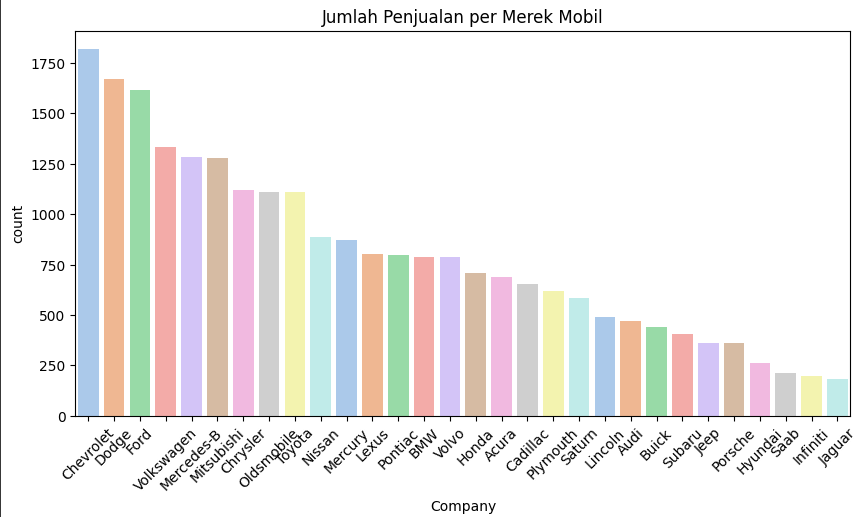 Jumlah Penjualan per Merek Mobil
count
1750
1500
1250
1000
750
500
250
0
Chevrolet
Dodge
Ford
Volkswagen
Mercedes-B
Mitsubishi
Chrysler
Oldsmobile
Toyota
Nissan
Mercury
Lexus
Pontiac
BMW
Volvo
Honda
Acura
Cadillac
Plymouth
Saturn
Lincoln
Audi
Buick
Subaru
Jeep
Porsche
Hyundai
Saab
Infiniti
Jaguar
Company